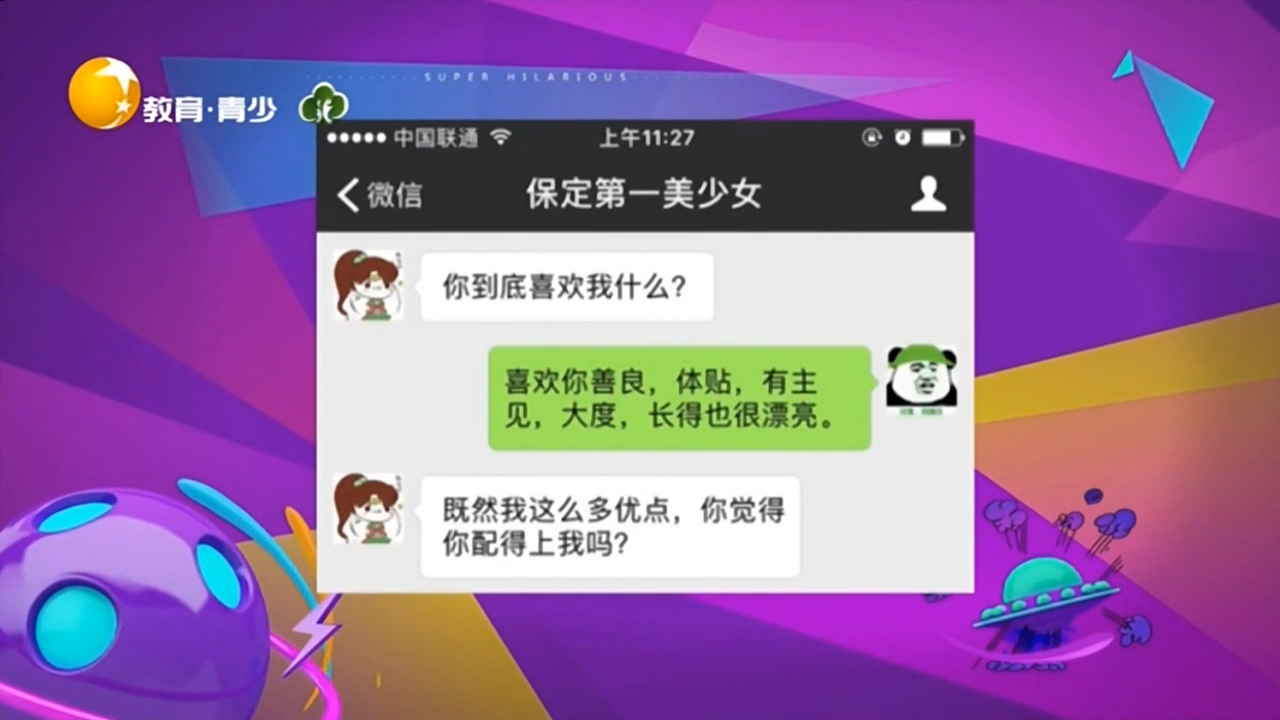 SUPER HILARIOUS
教育·青少
中国联通
上午11:27
微信
保定第一美少女
你到底喜欢我什么？
喜欢你善良，体贴，有主
见，大度，长得也很漂亮。
既然我这么多优点，你觉得
你配得上我吗？